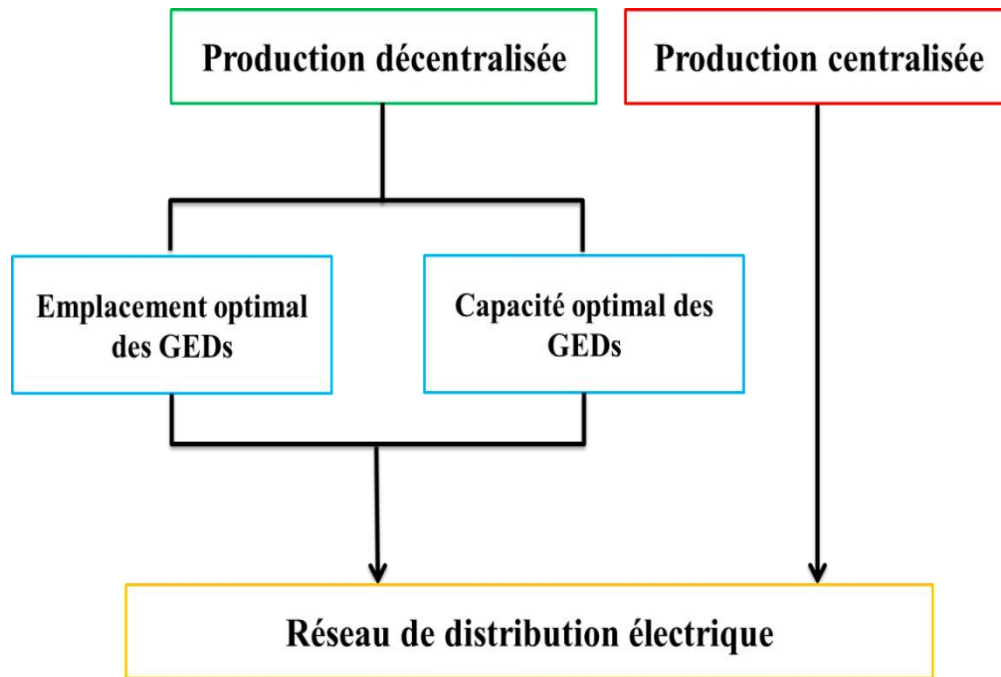 Production décentralisée
Production centralisée
Emplacement optimal
des GEDs
Capacité optimal des
GEDs
Réseau de distribution électrique